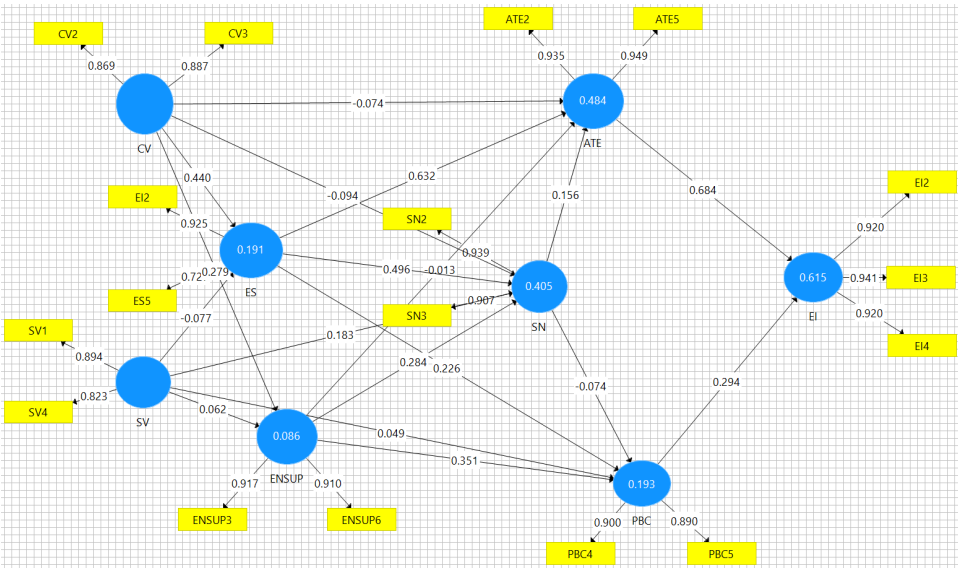 ATE2
ATE5
CV2
CV3
0.935
0.949
0.869
0.887
0.484
-0.074
CV
ATE
0.440
0.632
0.684
EI2
EI2
-0.094
0.156
0.925
SN2
0.920
0.191
0.939
0.279
0.496
-0.013
0.615
0.941
EI3
0.72
ES
0.405
ES5
0.907
SN3
EI
0.920
-0.077
SN
SV1
0.183
EI4
0.894
0.284
0.226
0.294
-0.074
0.823
SV4
0.062
SV
0.049
0.086
0.351
ENSUP
0.917
0.910
0.193
ENSUP3
ENSUP6
PBC
0.900
0.890
PBC4
PBC5